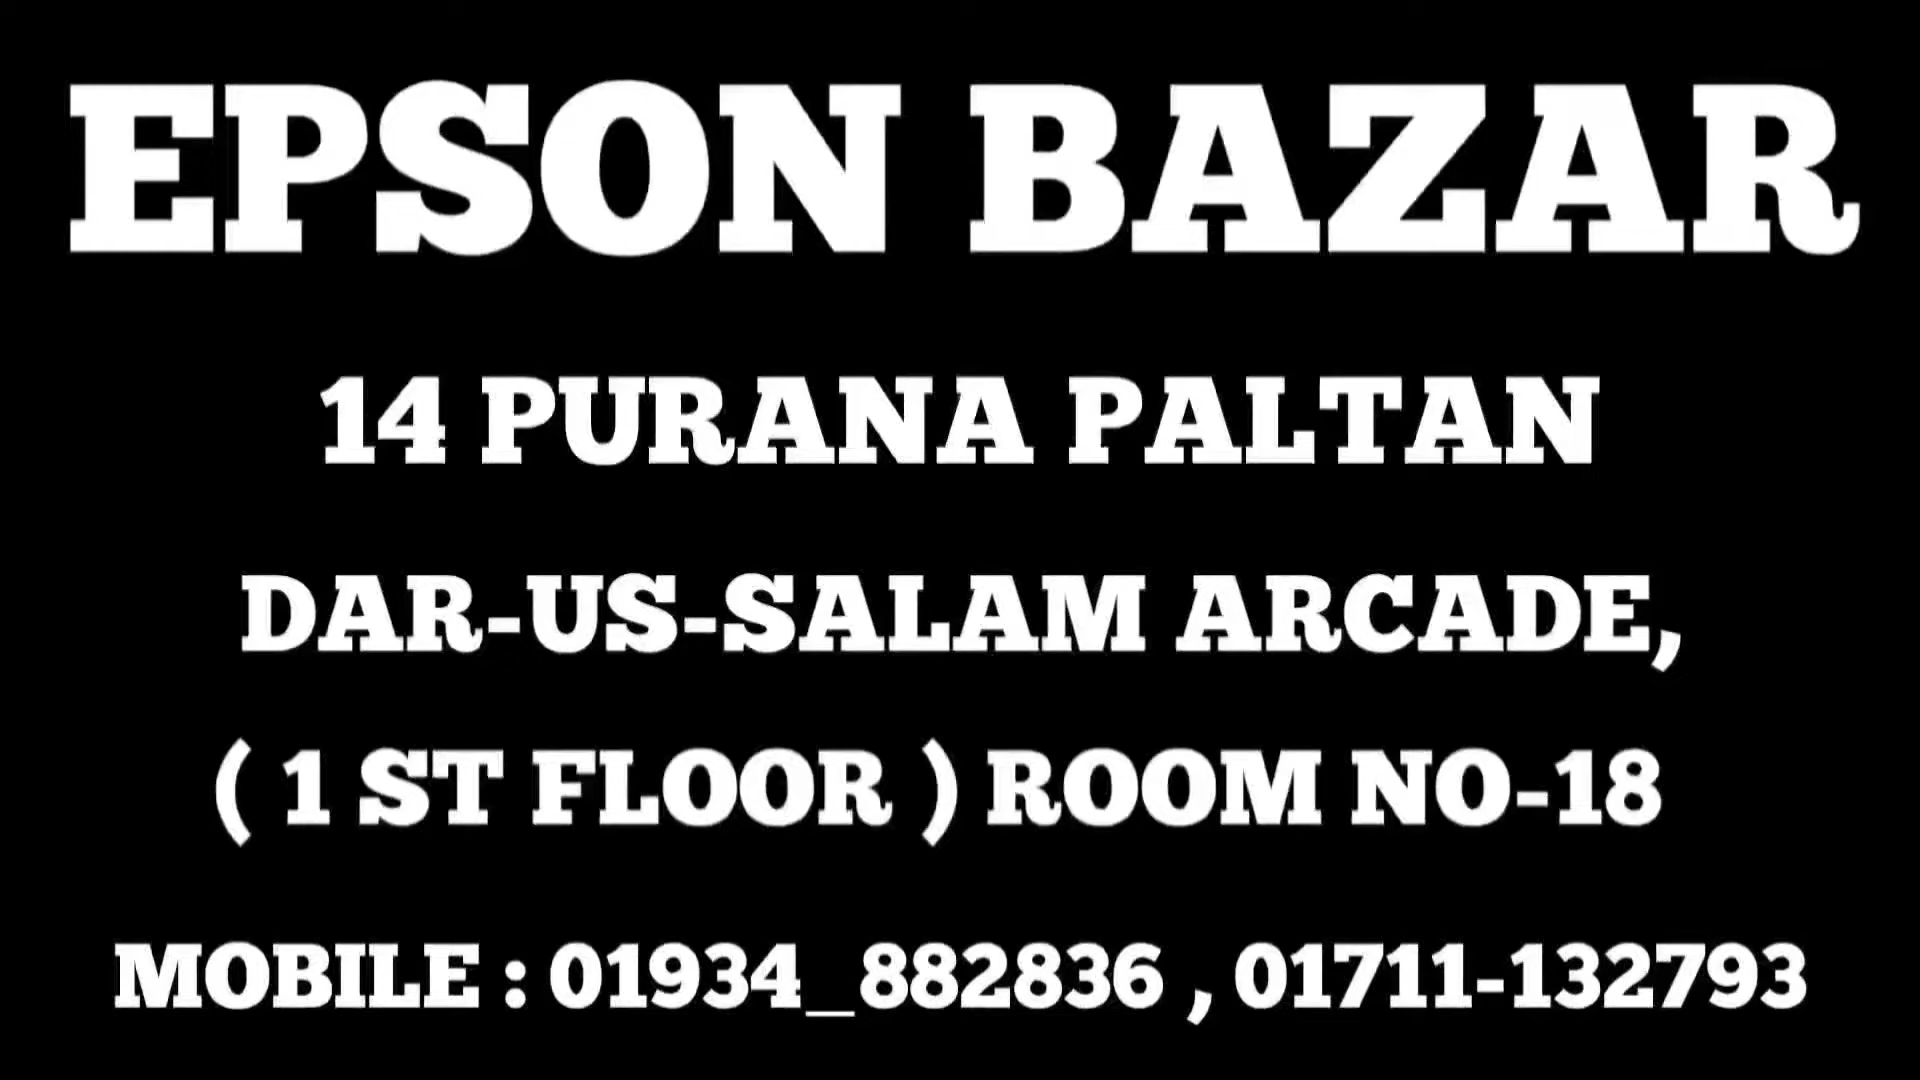 EPSON BAZAR
14 PURANA PALTAN
DAR-US-SALAM ARCADE,
( 1 ST FLOOR ) ROOM NO-18
MOBILE : 01934_882836 , 01711-132793